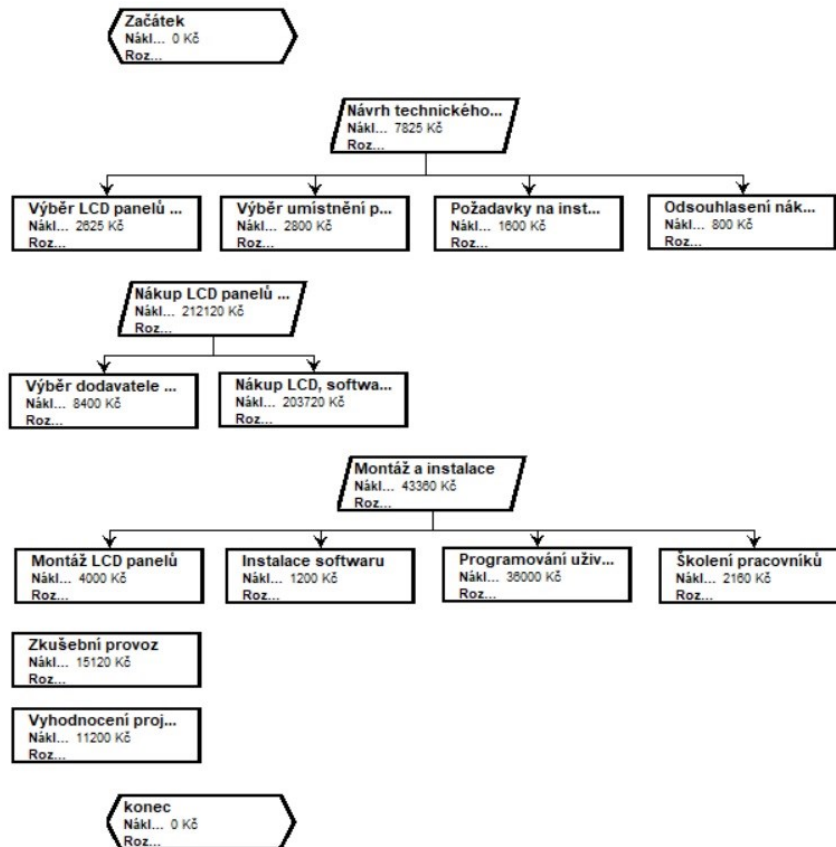 Začátek
Nákl... 0 Kč
Roz...
Návrh technického...
Nákl... 7825 Kč
Roz...
Výběr LCD panelů ...
Nákl... 2625 Kč
Roz...
Výběr umístnění p...
Nákl... 2800 Kč
Roz...
Požadavky na inst...
Nákl... 1600 Kč
Roz...
Odsouhlasení nák...
Nákl... 800 Kč
Roz...
Nákup LCD panelů ...
Nákl... 212120 Kč
Roz...
Výběr dodavatele ...
Nákl... 8400 Kč
Roz...
Nákup LCD, softwa...
Nákl... 203720 Kč
Roz...
Montáž a instalace
Nákl... 43360 Kč
Roz...
Montáž LCD panelů
Nákl... 4000 Kč
Roz...
Instalace softwaru
Nákl... 1200 Kč
Roz...
Programování uživ...
Nákl... 36000 Kč
Roz...
Školení pracovníků
Nákl... 2160 Kč
Roz...
Zkušební provoz
Nákl... 15120 Kč
Roz...
Vyhodnocení proj...
Nákl... 11200 Kč
Roz...
konec
Nákl... 0 Kč
Roz...